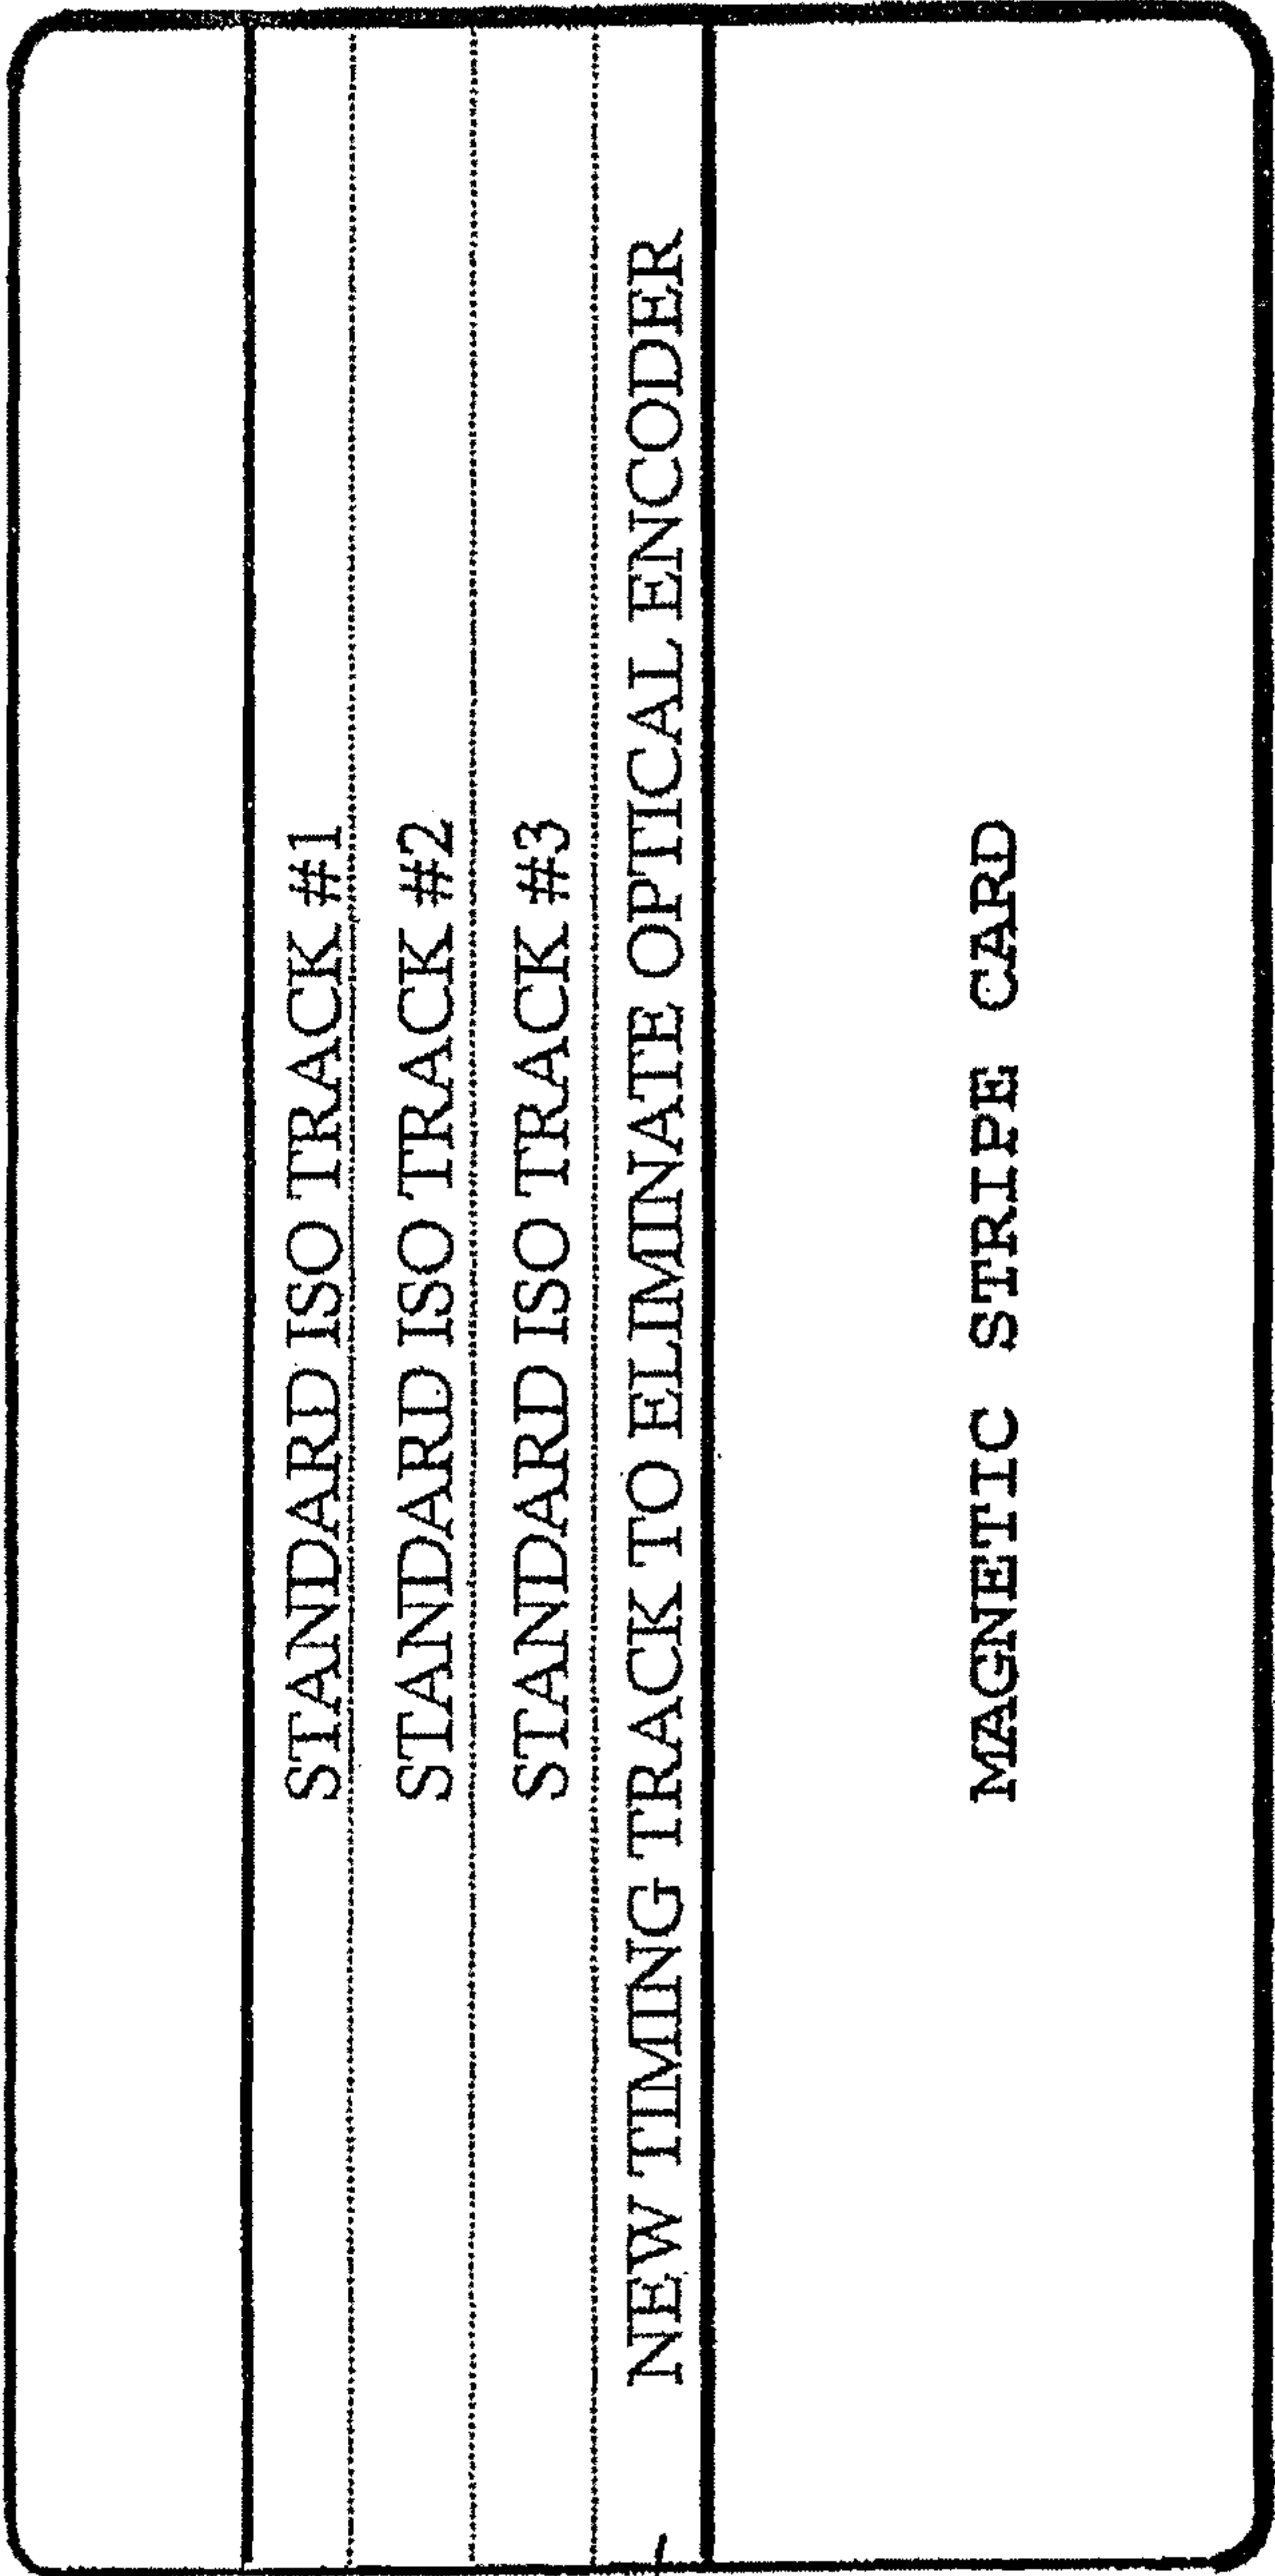 STANDARD ISO TRACK #1
STANDARD ISO TRACK #2
STANDARD ISO TRACK #3
NEW TIMING TRACK TO ELIMINATE OPTICAL ENCODER
MAGNETIC STRIPE CARD